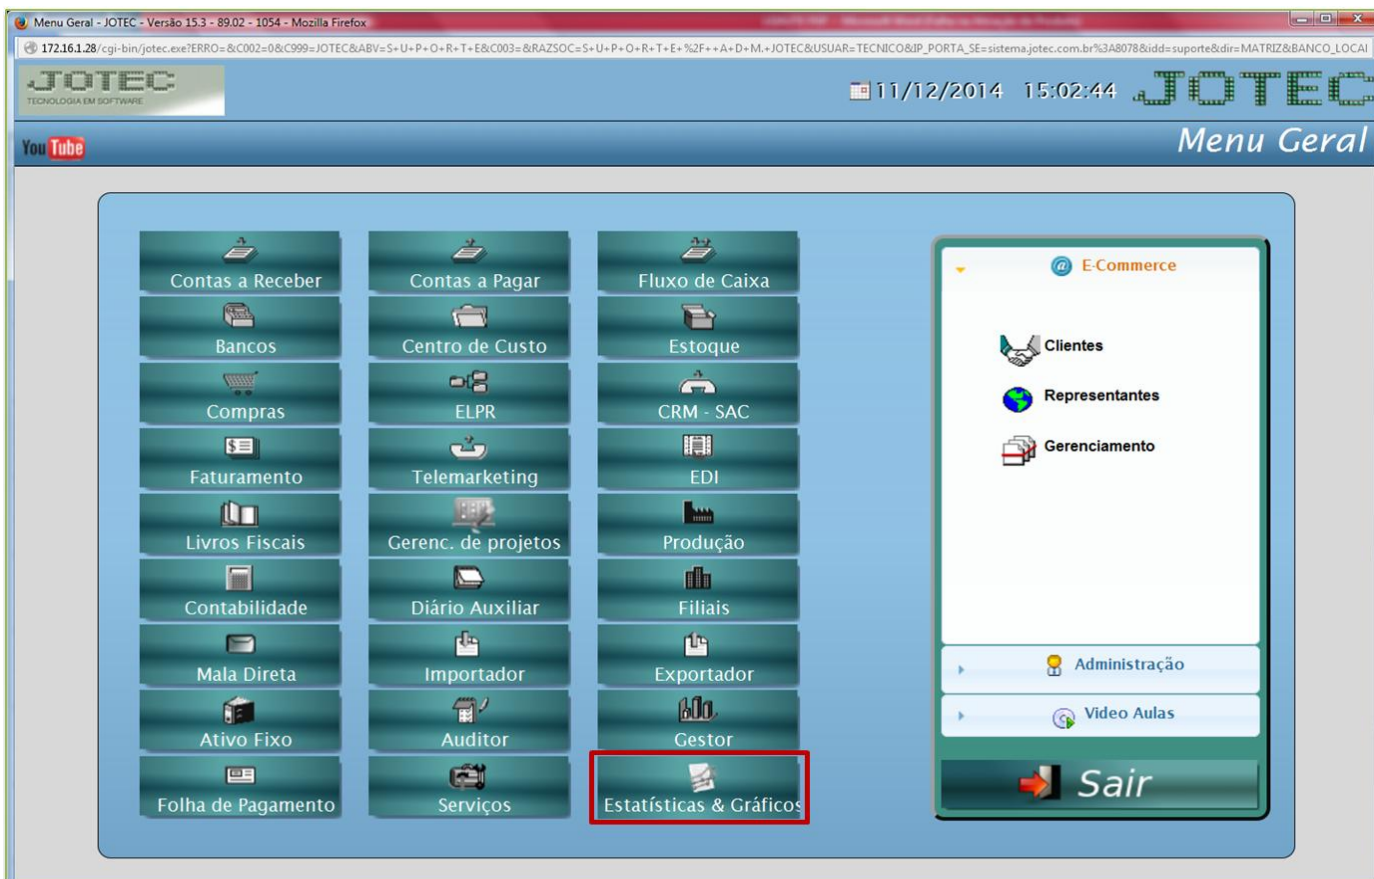 Menu Geral - JOTEC - Versão 15.3 - 89.02 - 1054 - Mozilla Firefox
172.16.1.28/cgi-bin/jotec.exe?ERRO=&C002=0&C999=JOTEC&ABV=S+U+P+O+R+T+E&C003=&RAZSOC=S+U+P+O+R+T+E+%2F++A+D+M.+JOTEC&USUAR=TECNICO&IP_PORTA_SE=sistema.jotec.com.br%3A8078&idd=suporte&dir=MATRIZ&BANCO_LOCAI
JOTEC
TECNOLOGIA EM SOFTWARE
11/12/2014 15:02:44
JOTEC
YouTube
Menu Geral
Contas a Receber
Contas a Pagar
Fluxo de Caixa
Bancos
Centro de Custo
Estoque
Compras
ELPR
CRM - SAC
Faturamento
Telemarketing
EDI
Livros Fiscais
Gerenc. de projetos
Produção
Contabilidade
Diário Auxiliar
Filiais
Mala Direta
Importador
Exportador
Ativo Fixo
Auditor
Gestor
Folha de Pagamento
Serviços
Estatísticas & Gráficos
E-Commerce
Clientes
Representantes
Gerenciamento
Administração
Video Aulas
Sair